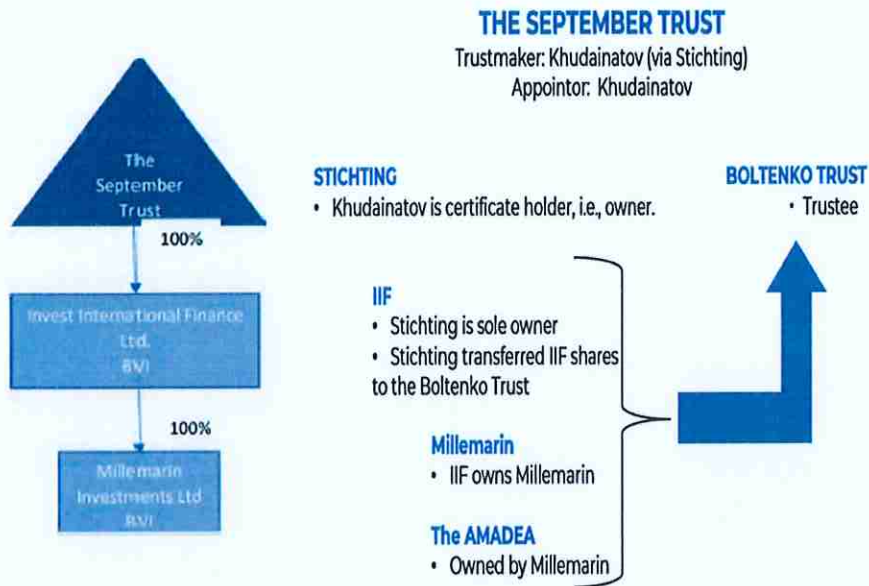 THE SEPTEMBER TRUST
Trustmaker: Khudainatov (via Stichting)
Appointor: Khudainatov
The
September
Trust
100%
Invest International Finance
Ltd.
BVI
100%
Millemarin
Investments Ltd
BVI
STICHTING
• Khudainatov is certificate holder, i.e., owner.
BOLTENKO TRUST
• Trustee
IIF
• Stichting is sole owner
• Stichting transferred IIF shares
to the Boltenko Trust
Millemarin
• IIF owns Millemarin
The AMADEA
• Owned by Millemarin